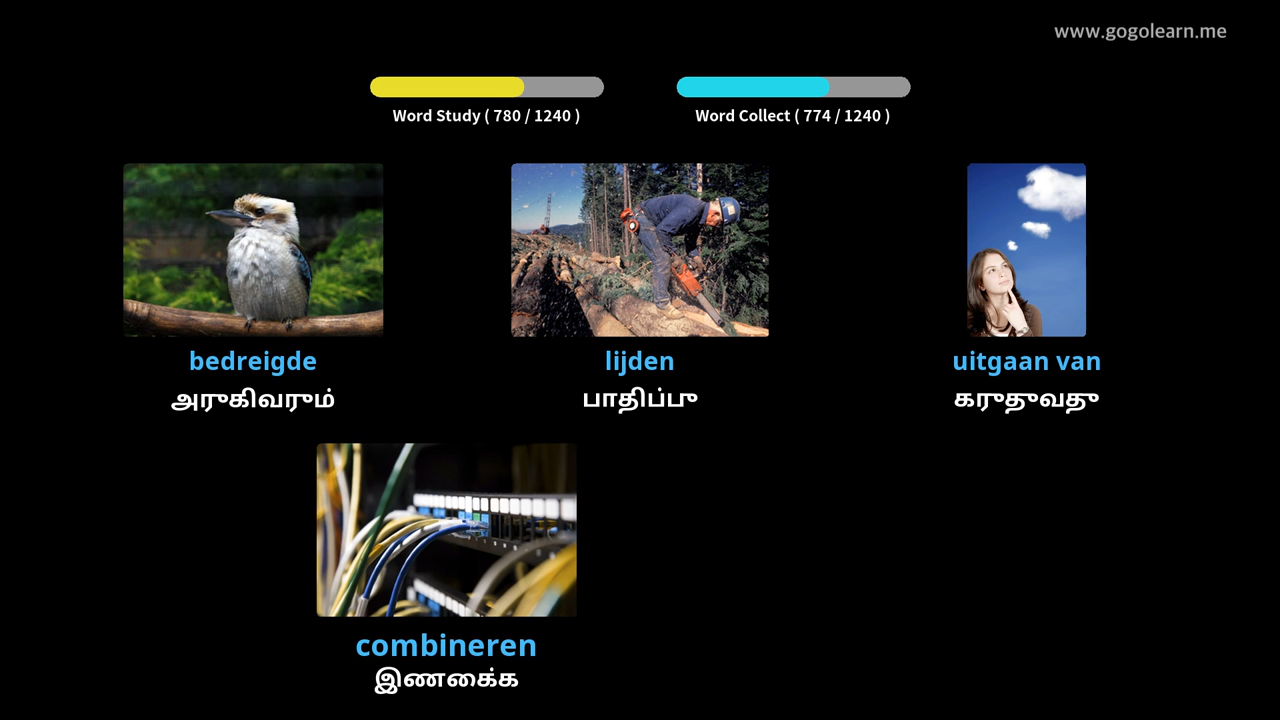 www.gogolearn.me
Word Study ( 780 / 1240 )
Word Collect ( 774 / 1240 )
bedreigde
அருகிவரும்
lijden
பாதிப்பு
uitgaan van
கருதுவது
combineren
இணக்கை